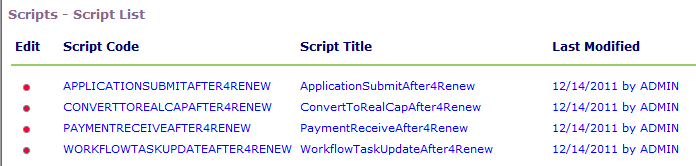 Scripts - Script List
Edit Script Code Script Title Last Modified
APPLICATIONSUBMITAFTER4RENEW ApplicationSubmitAfter4Renew 12/14/2011 by ADMIN
CONVERTTOREALCAPAFTER4RENEW ConvertToRealCapAfter4Renew 12/14/2011 by ADMIN
PAYMENTRECEIVEAFTER4RENEW PaymentReceiveAfter4Renew 12/14/2011 by ADMIN
WORKFLOWTASKUPDATEAFTER4RENEW WorkflowTaskUpdateAfter4Renew 12/14/2011 by ADMIN